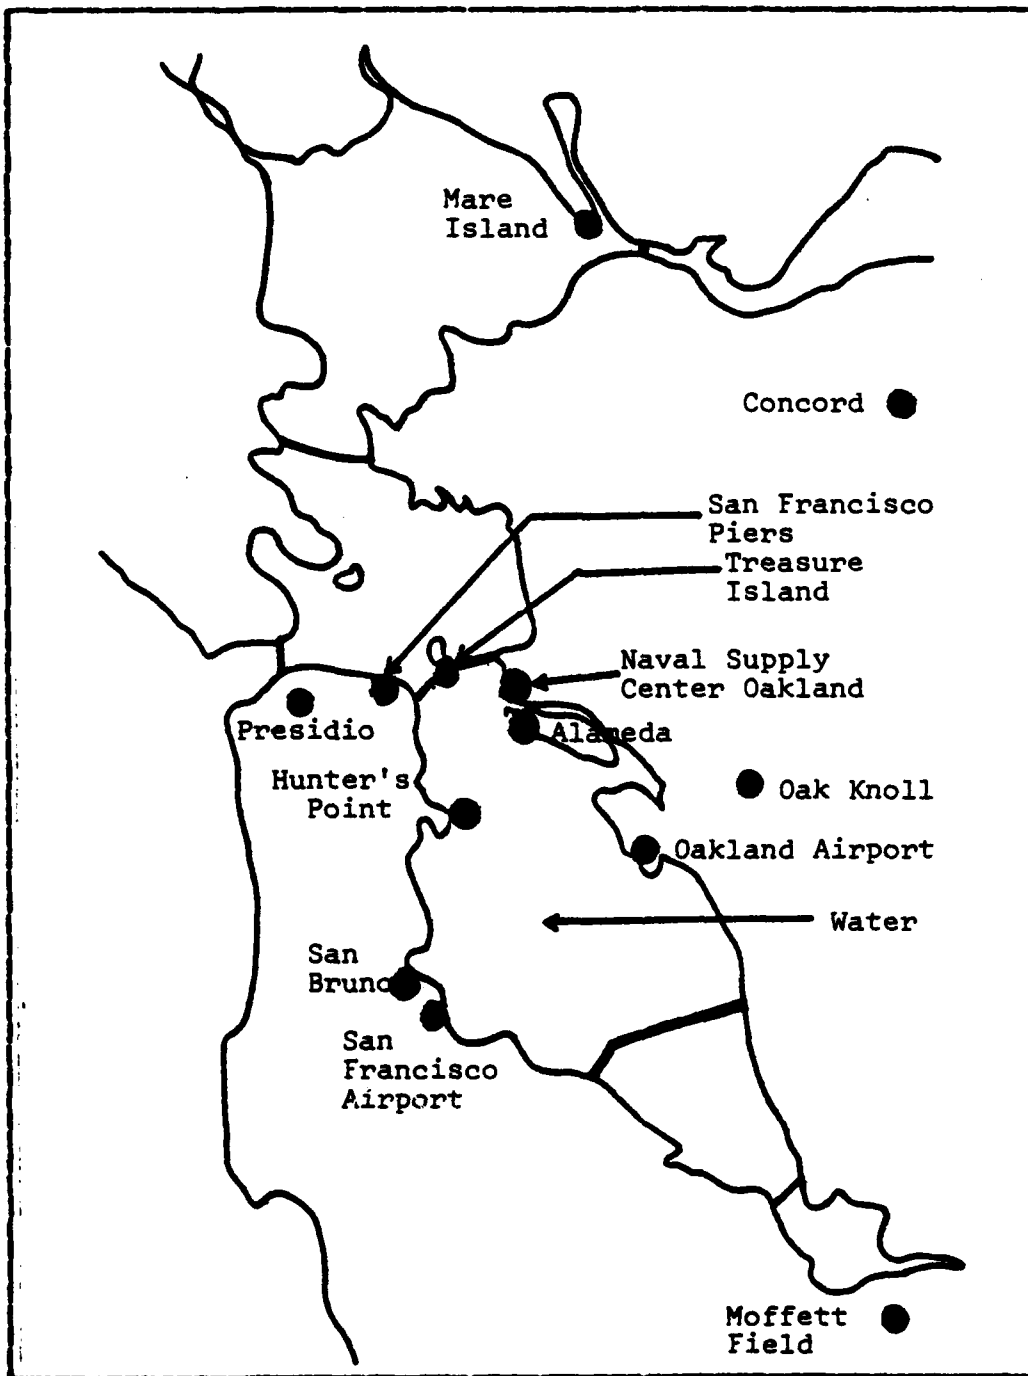 Mare
Island
Concord
San Francisco
Piers
Treasure
Island
Naval Supply
Center Oakland
Presidio
Alameda
Hunter's
Point
Oak Knoll
Oakland Airport
Water
San
Bruno
San
Francisco
Airport
Moffett
Field